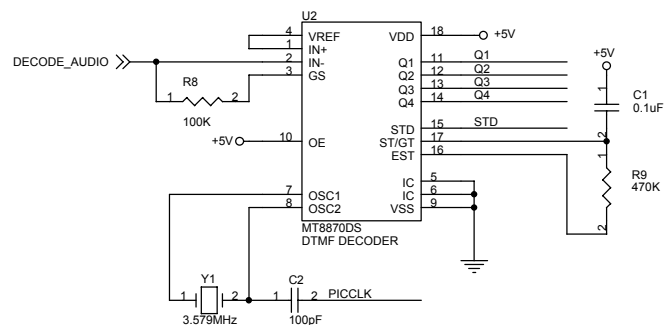 U2
4 VREF VDD 18 +5V
1 IN+
DECODE_AUDIO 2 IN- Q1 11 Q1
3 GS Q2 12 Q2
Q3 13 Q3
Q4 14 Q4
R8
1 2
100K
+5V
1 C1
0.1uF
2
STD 15 STD
+5V 10 OE ST/GT 17
EST 16
1
R9
470K
2
IC 5
7 OSC1 IC 6
8 OSC2 VSS 9
MT8870DS
DTMF DECODER
Y1
1 2
3.579MHz
C2
1 2 PICCLK
100pF